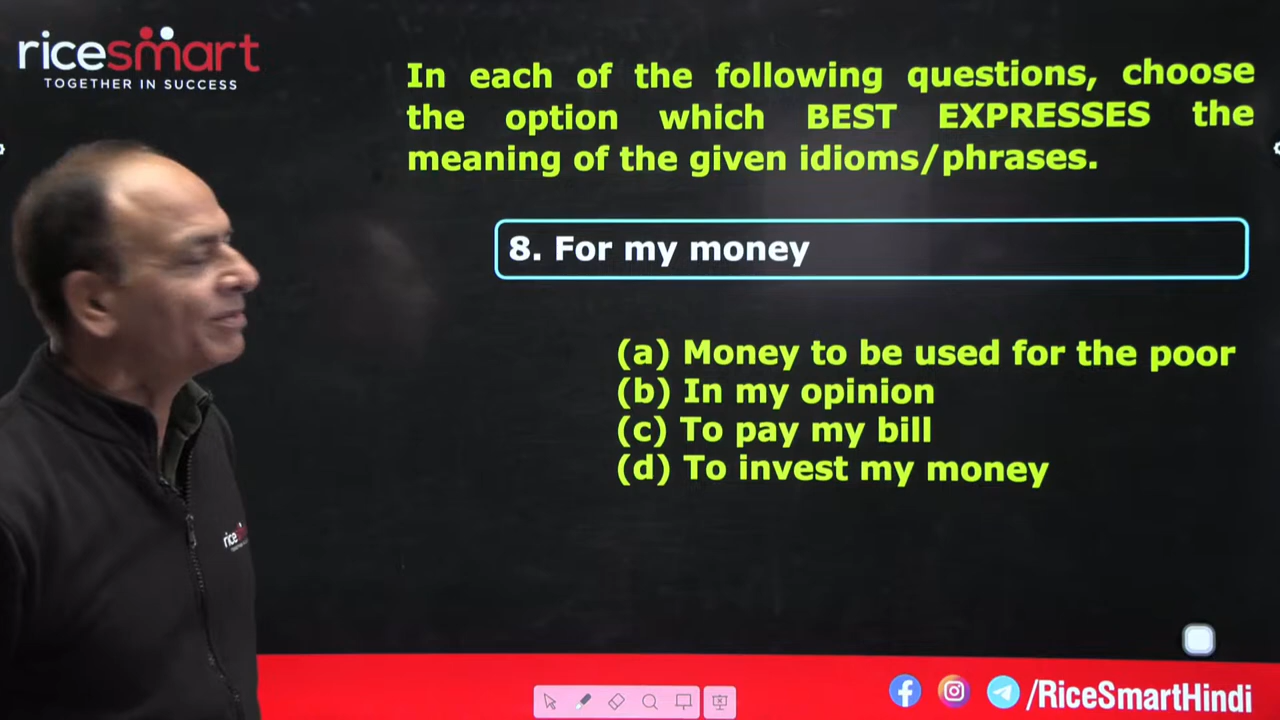 ricesmart
TOGETHER IN SUCCESS
In each of the following questions, choose
the option which BEST EXPRESSES the
meaning of the given idioms/phrases.
8. For my money
(a) Money to be used for the poor
(b) In my opinion
(c) To pay my bill
(d) To invest my money
/RiceSmartHindi